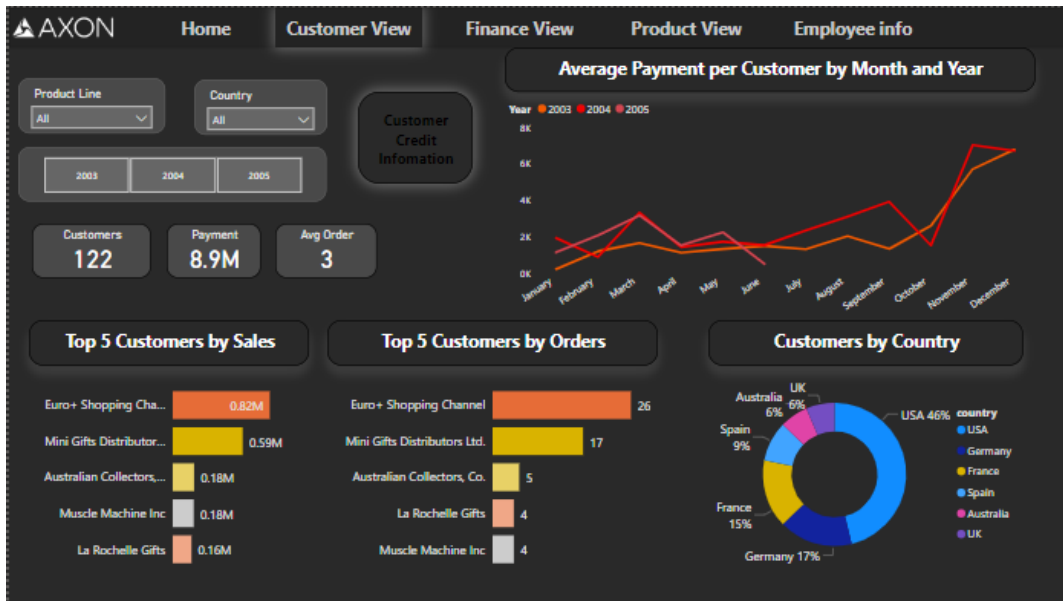 AXON
Home
Customer View
Finance View
Product View
Employee info
Product Line
All
Country
All
Customer
Credit
Infomation
2003
2004
2005
Customers
122
Payment
8.9M
Avg Order
3
Average Payment per Customer by Month and Year
Year 2003 2004 2005
8K
6K
4K
2K
0K
January
February
March
April
May
June
July
August
September
October
November
December
Top 5 Customers by Sales
Euro+ Shopping Cha... 0.82M
Mini Gifts Distributor... 0.59M
Australian Collectors,... 0.18M
Muscle Machine Inc 0.18M
La Rochelle Gifts 0.16M
Top 5 Customers by Orders
Euro+ Shopping Channel 26
Mini Gifts Distributors Ltd. 17
Australian Collectors, Co. 5
La Rochelle Gifts 4
Muscle Machine Inc 4
Customers by Country
UK
6%
Australia
6%
Spain
9%
France
15%
Germany 17%
USA 46%
country
USA
Germany
France
Spain
Australia
UK